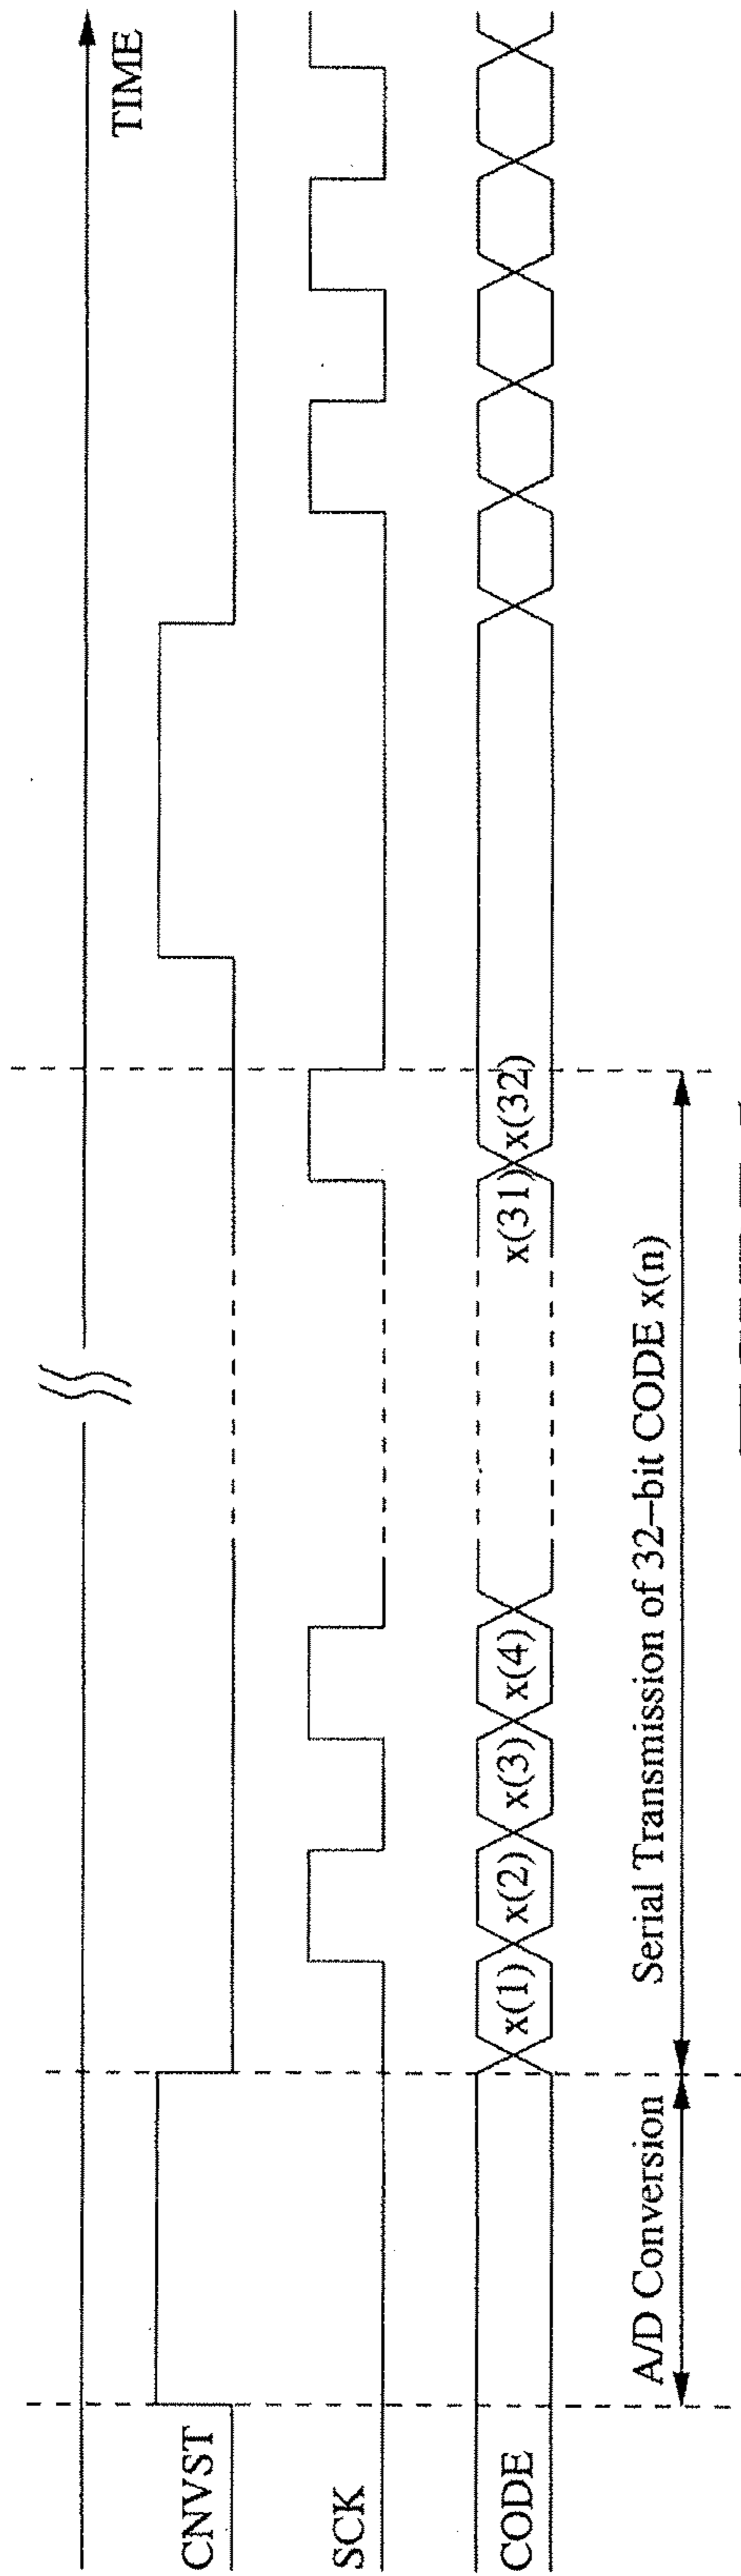 TIME
CNVST
SCK
CODE
x(1) x(2) x(3) x(4) x(31) x(32)
A/D Conversion
Serial Transmission of 32-bit CODE x(n)